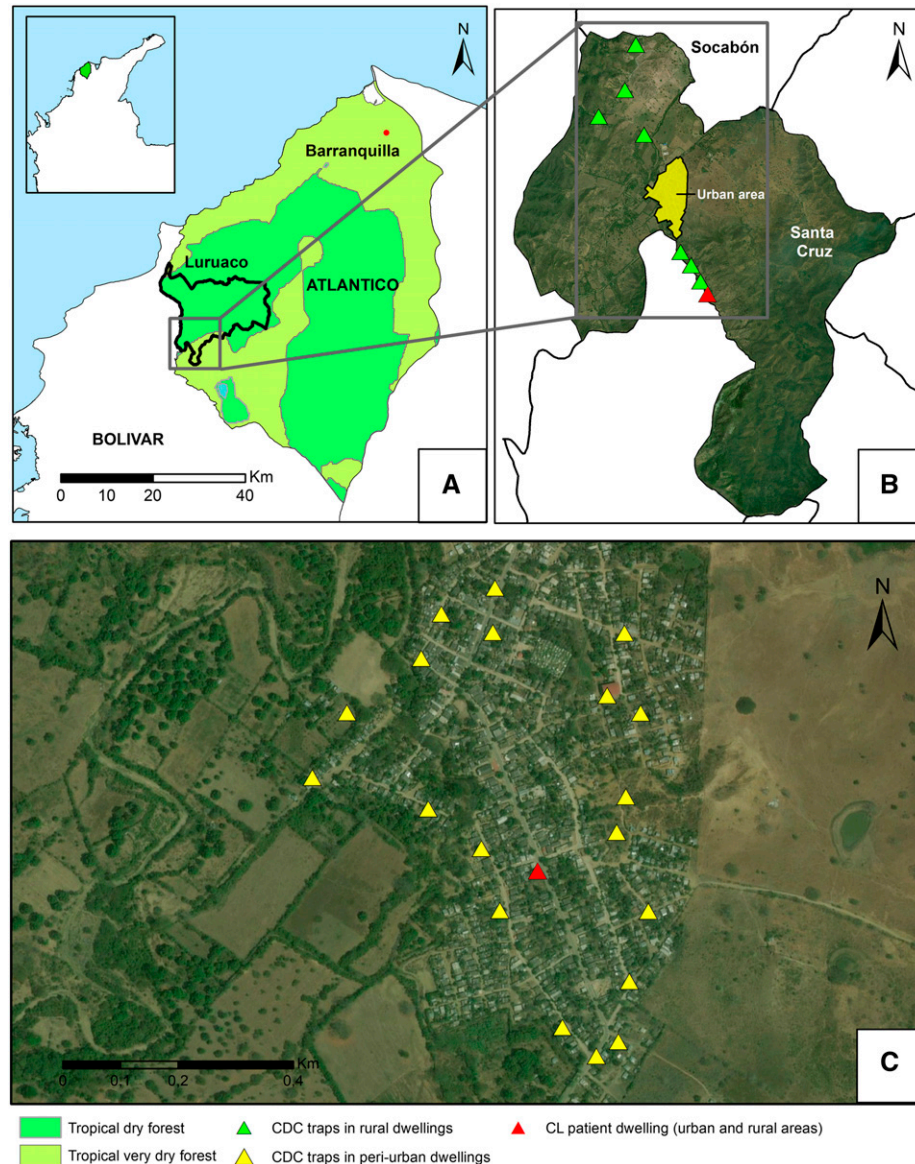 N
Barranquilla
Luruaco
ATLANTICO
BOLIVAR
Km
0 10 20 40
A
N
Socabón
Urban area
Santa
Cruz
B
N
Km
0 0,1 0,2 0,4
C
Tropical dry forest
CDC traps in rural dwellings
CL patient dwelling (urban and rural areas)
Tropical very dry forest
CDC traps in peri-urban dwellings